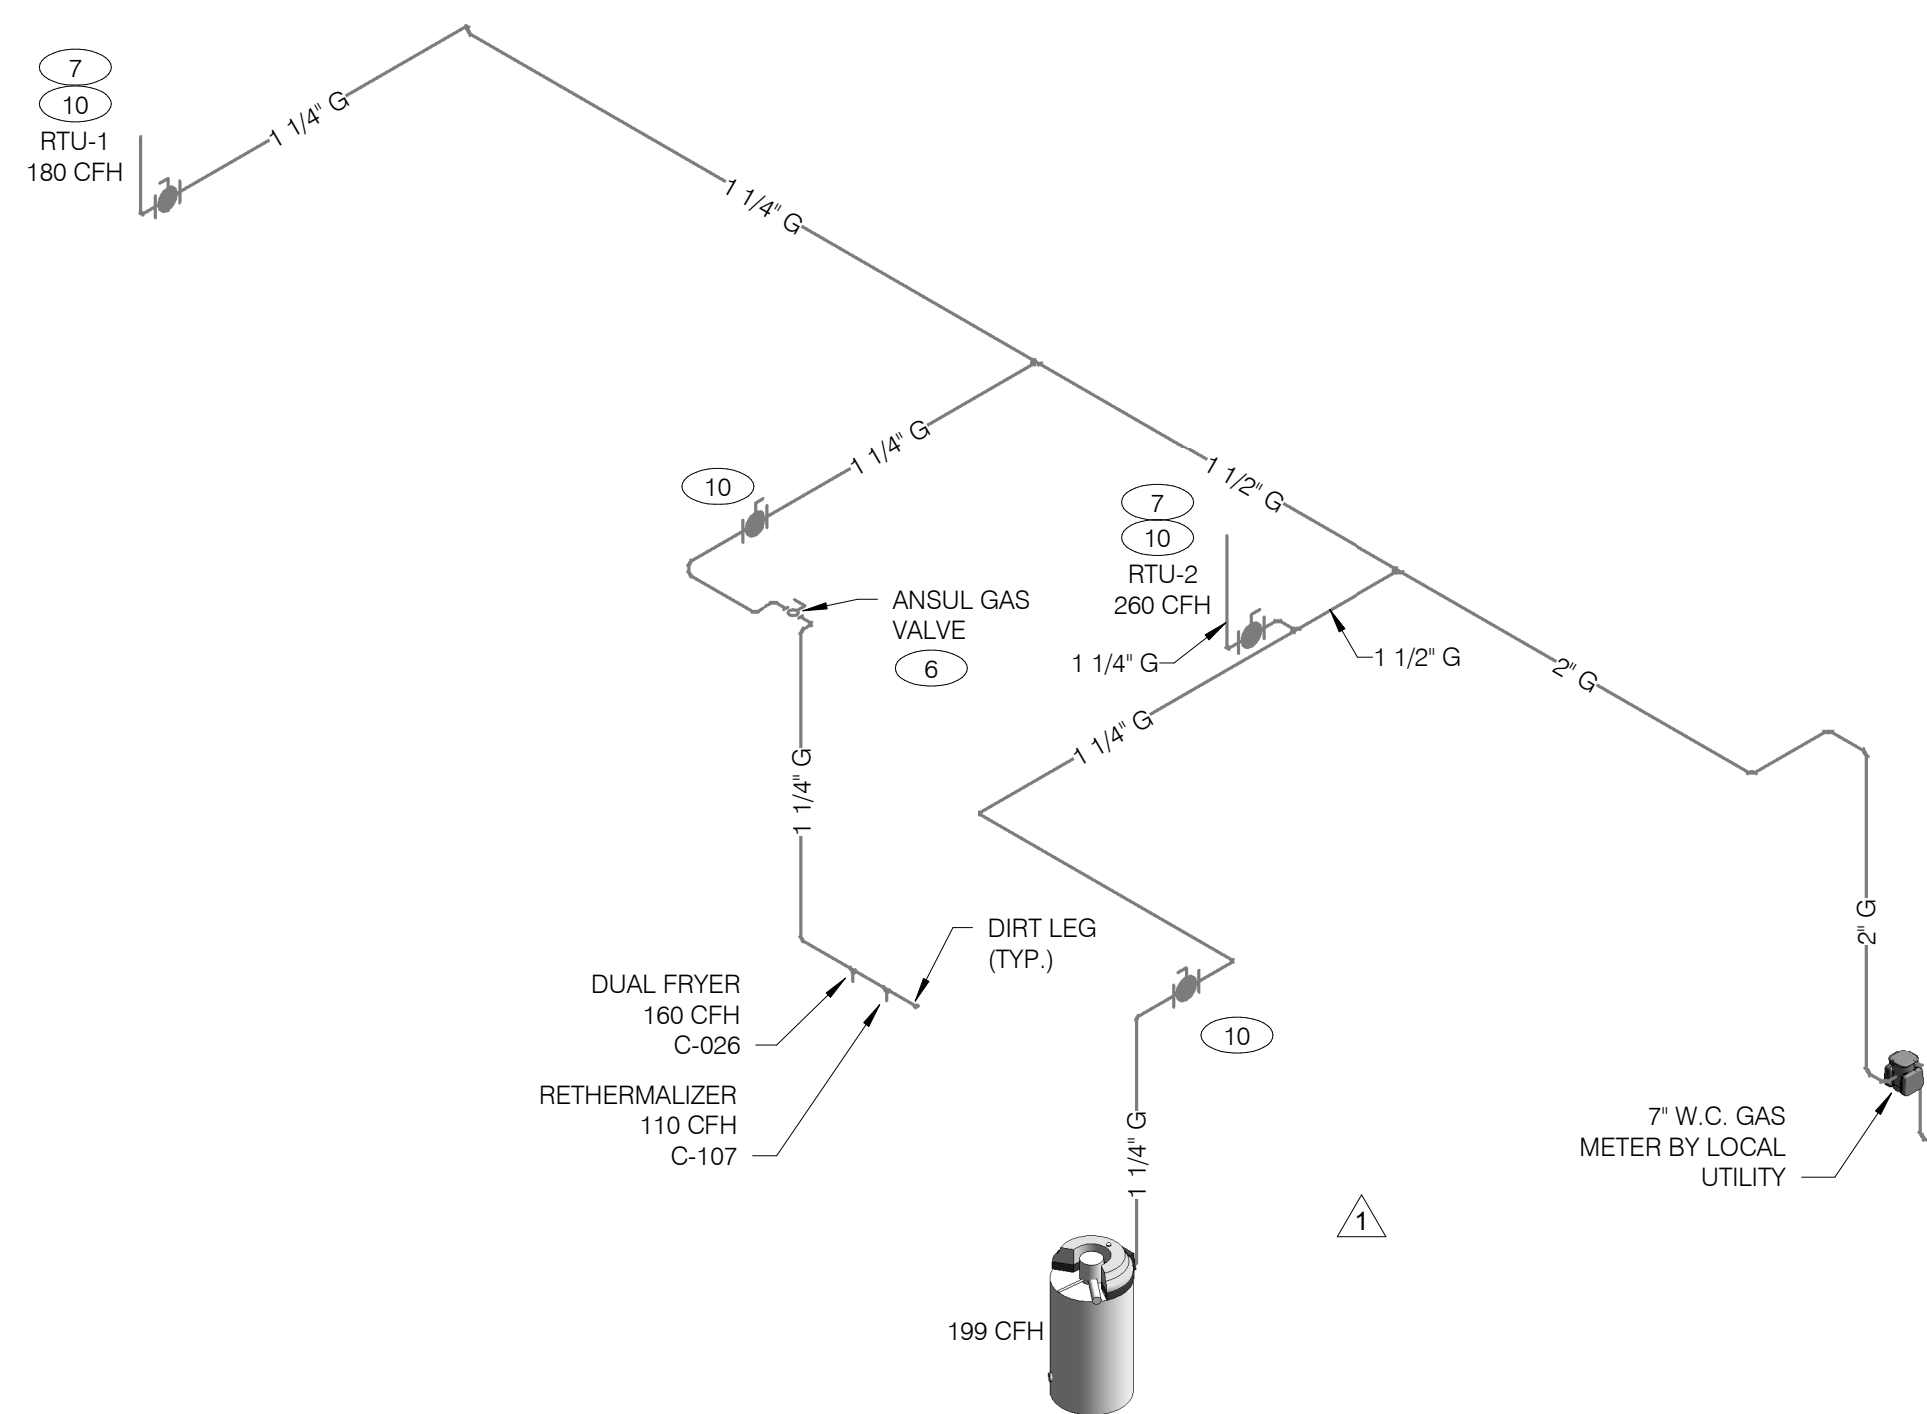 7
10
RTU-1
180 CFH
1 1/4" G
1 1/4" G
1 1/4" G
10
1 1/2" G
7
10
RTU-2
260 CFH
1 1/4" G
1 1/2" G
ANSUL GAS
VALVE
6
2" G
1 1/4" G
1 1/4" G
2" G
DIRT LEG
(TYP.)
DUAL FRYER
160 CFH
C-026
RETHERMALIZER
110 CFH
C-107
10
1 1/4" G
7" W.C. GAS
METER BY LOCAL
UTILITY
1
199 CFH